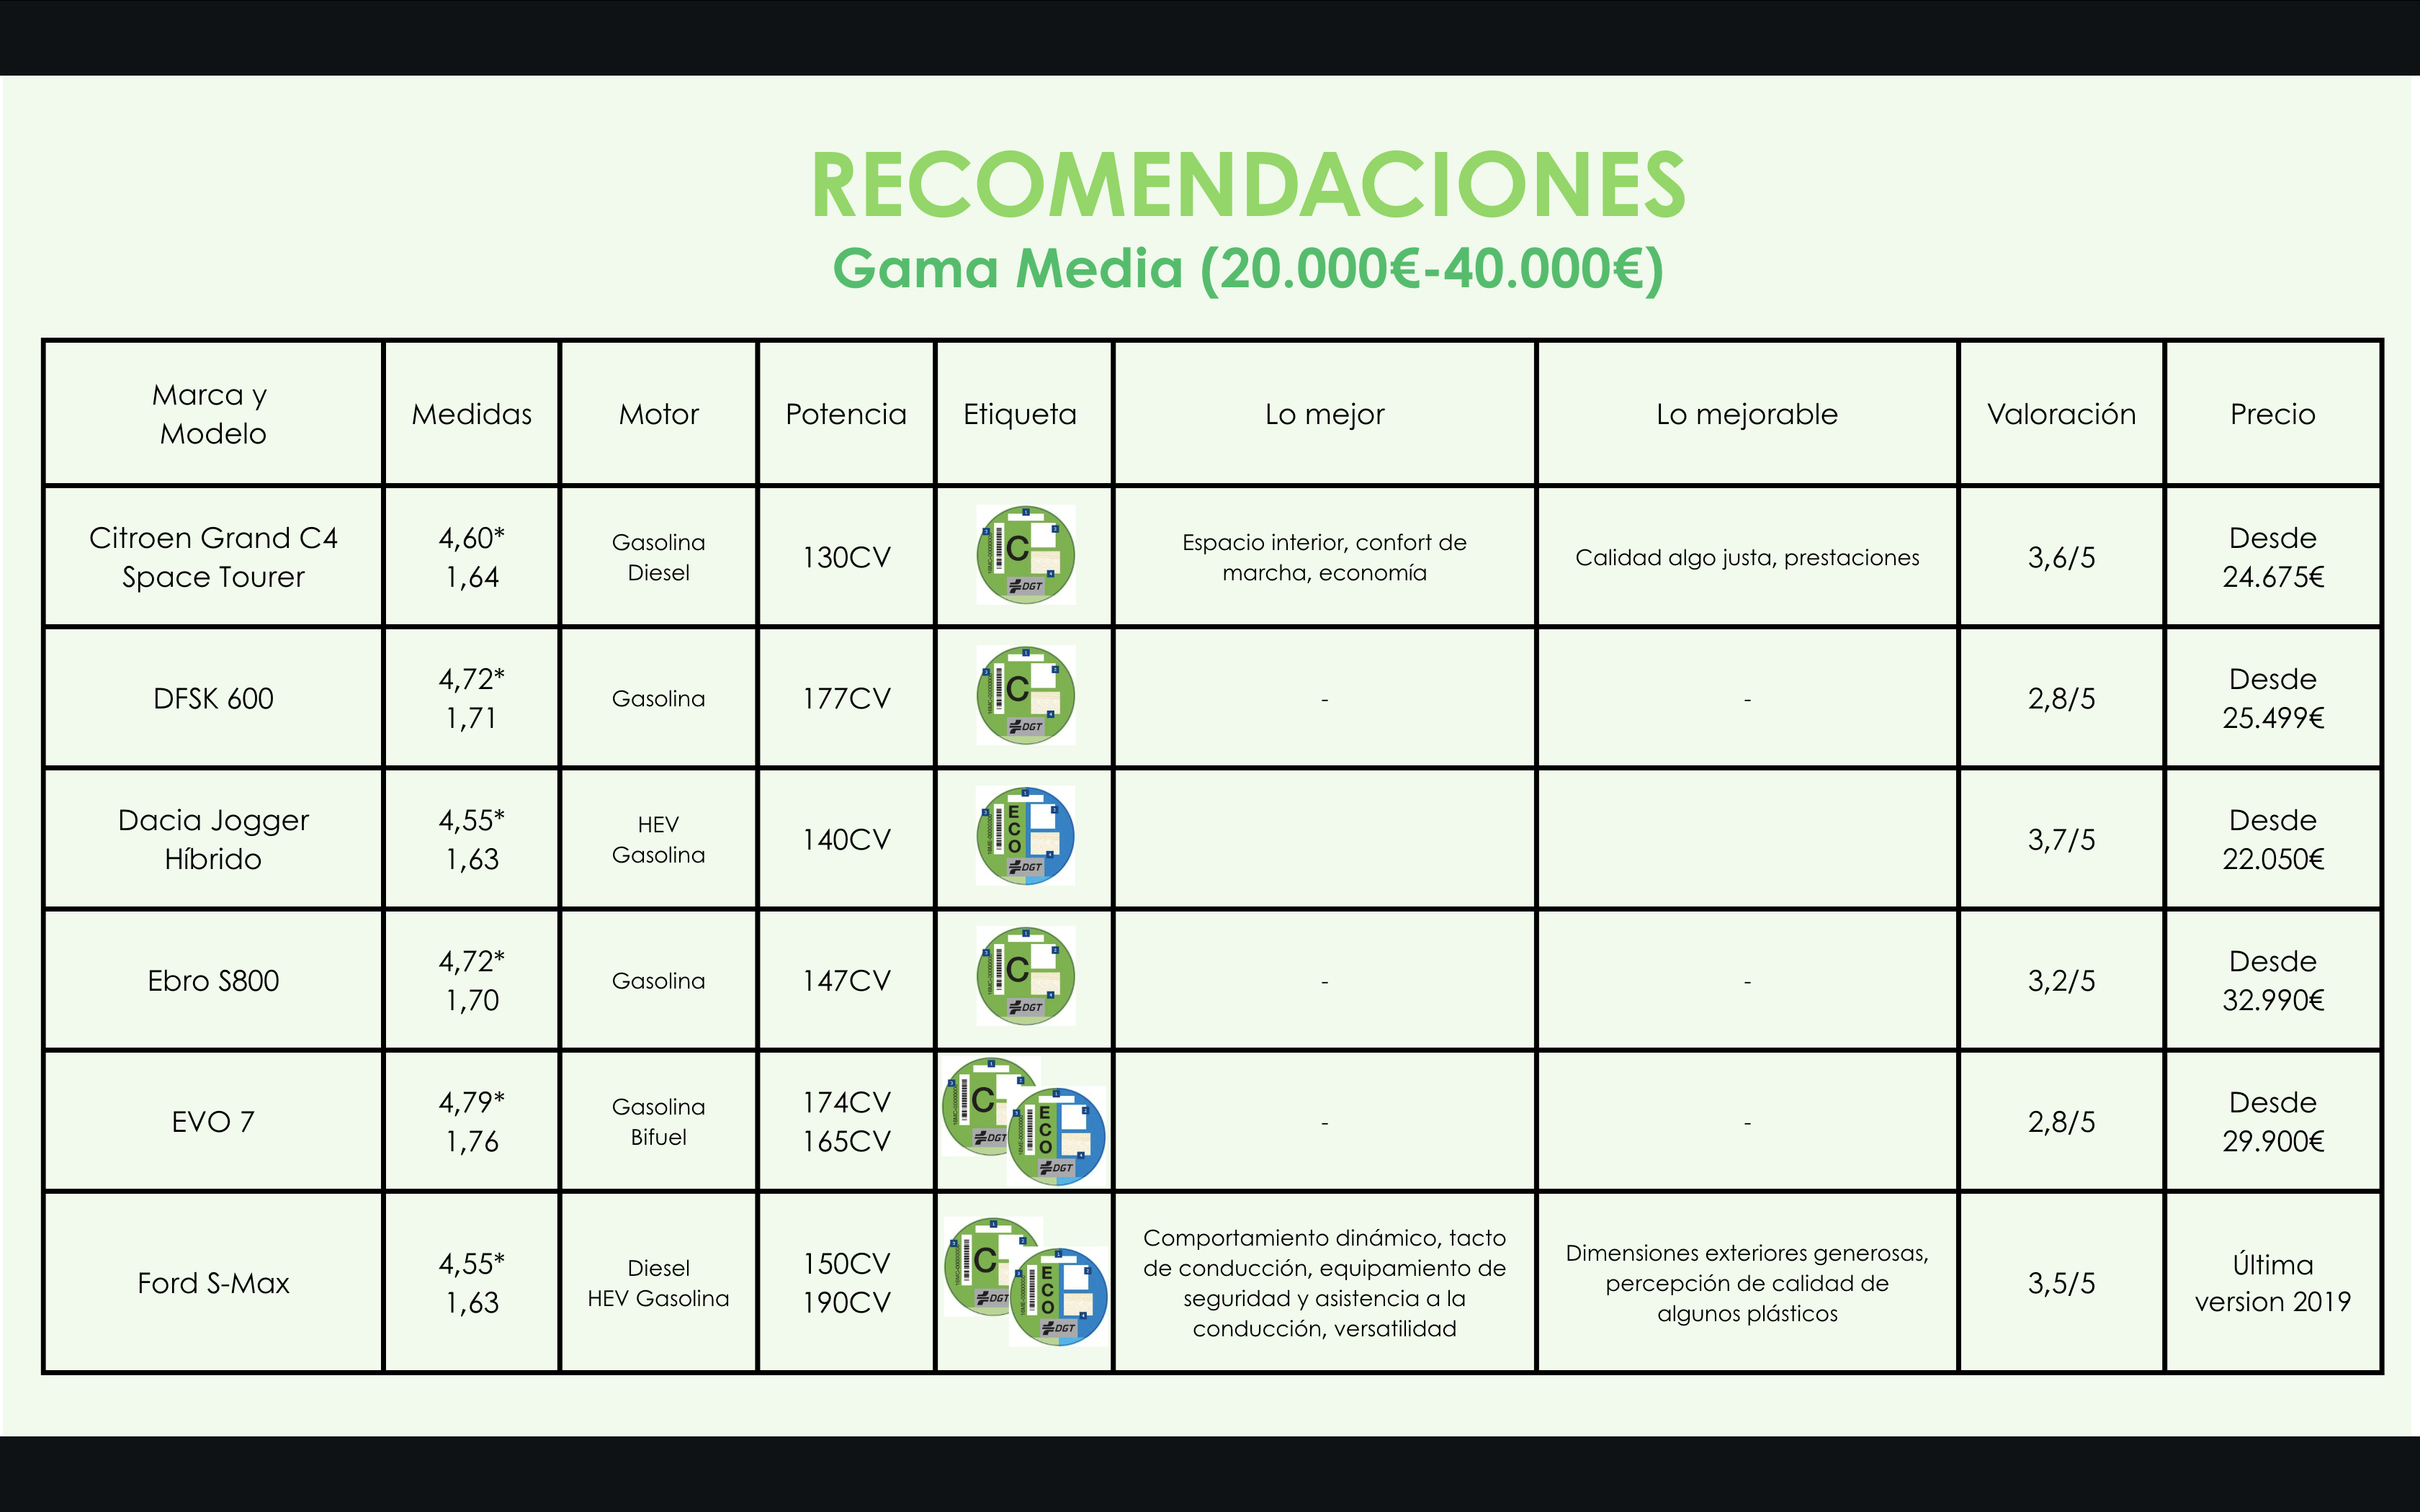 RECOMENDACIONES
Gama Media (20.000€-40.000€)
Marca y
Modelo
Medidas
Motor
Potencia
Etiqueta
Lo mejor
Lo mejorable
Valoración
Precio
Citroen Grand C4
Space Tourer
4,60*
1,64
Gasolina
Diesel
130CV
C
DGT
Espacio interior, confort de
marcha, economía
Calidad algo justa, prestaciones
3,6/5
Desde
24.675€
DFSK 600
4,72*
1,71
Gasolina
177CV
C
DGT
-
-
2,8/5
Desde
25.499€
Dacia Jogger
Híbrido
4,55*
1,63
HEV
Gasolina
140CV
ECO
DGT
3,7/5
Desde
22.050€
Ebro S800
4,72*
1,70
Gasolina
147CV
C
DGT
-
-
3,2/5
Desde
32.990€
EVO 7
4,79*
1,76
Gasolina
Bifuel
174CV
165CV
C
DGT
ECO
DGT
-
-
2,8/5
Desde
29.900€
Ford S-Max
4,55*
1,63
Diesel
HEV Gasolina
150CV
190CV
C
DGT
ECO
DGT
Comportamiento dinámico, tacto
de conducción, equipamiento de
seguridad y asistencia a la
conducción, versatilidad
Dimensiones exteriores generosas,
percepción de calidad de
algunos plásticos
3,5/5
Última
version 2019